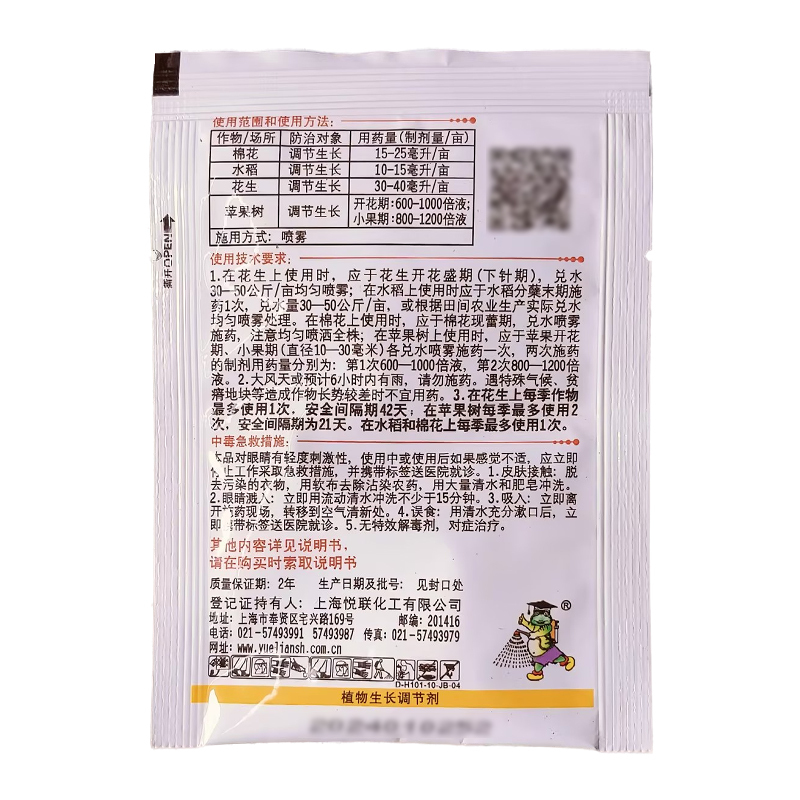 使用范围和使用方法:
作物/场所 防治对象 用药量(制剂量/亩)
棉花 调节生长 15-25毫升/亩
水稻 调节生长 10-15毫升/亩
花生 调节生长 30-40毫升/亩
苹果树 调节生长 开花期:600-1000倍液;
小果期:800-1200倍液
施用方式: 喷雾
OPEN
使用技术要求:
1.在花生上使用时, 应于花生开花盛期(下针期), 兑水
30—50公斤/亩均匀喷雾; 在水稻上使用时应于水稻分蘖末期施
药1次, 兑水量30—50公斤/亩, 或根据田间农业生产实际兑水
均匀喷雾处理。在棉花上使用时, 应于棉花现蕾期, 兑水喷雾
施药, 注意均匀喷洒全株; 在苹果树上使用时, 应于苹果开花
期、小果期(直径10—30毫米)各兑水喷雾施药一次, 两次施药
的制剂用药量分别为: 第1次600—1000倍液, 第2次800—1200倍
液。2.大风天或预计6小时内有雨, 请勿施药。遇特殊气候、贫
瘠地块等造成作物长势较差时不宜用药。3.在花生上每季作物
最多使用1次, 安全间隔期42天; 在苹果树每季最多使用2
次, 安全间隔期为21天。在水稻和棉花上每季最多使用1次。
中毒急救措施:
本品对眼睛有轻度刺激性, 使用中或使用后如果感觉不适, 应立即
停止工作采取急救措施, 并携带标签送医院就诊。1.皮肤接触: 脱
去污染的衣物, 用软布去除沾染农药, 用大量清水和肥皂冲洗。
2.眼睛溅入: 立即用流动清水冲洗不少于15分钟。3.吸入: 立即离
开施药现场, 转移到空气清新处。4.误食: 用清水充分漱口后, 立
即携带标签送医院就诊。5.无特效解毒剂, 对症治疗。
其他内容详见说明书,
请在购买时索取说明书
质量保证期: 2年 生产日期及批号: 见封口处
登记证持有人: 上海悦联化工有限公司
地址: 上海市奉贤区宅兴路169号 邮编: 201416
电话: 021-57493991 57493987 传真: 021-57493979
网址: www.yueliansh.com.cn
®
D-H101-10-JB-04
植物生长调节剂